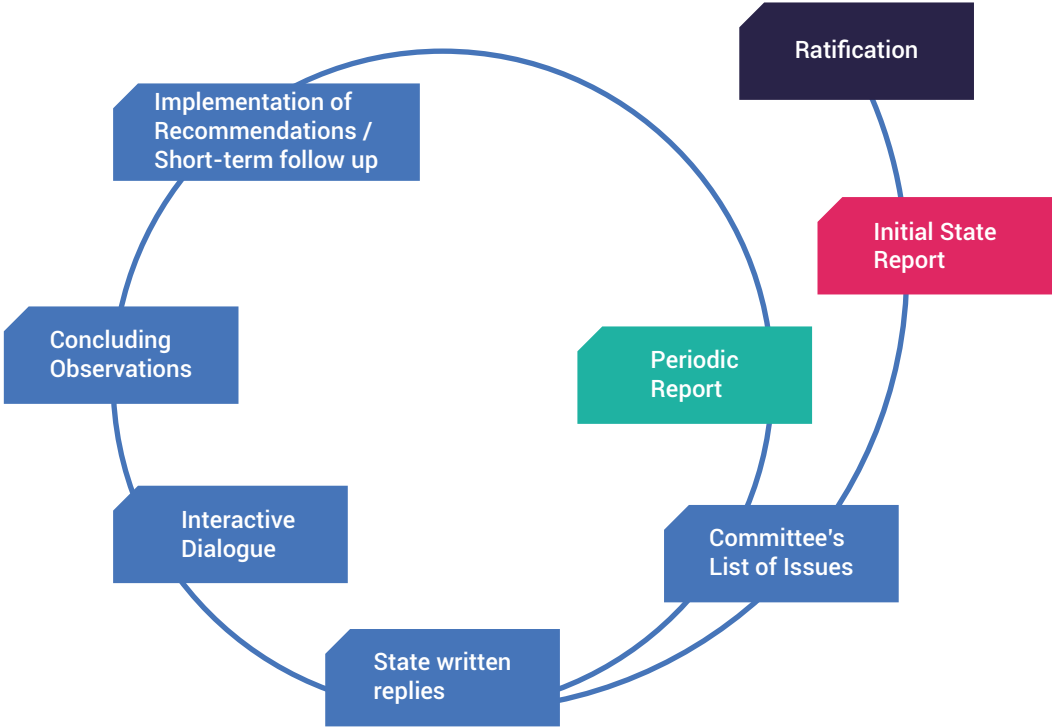 Ratification
Implementation of
Recommendations /
Short-term follow up
Initial State
Report
Concluding
Observations
Periodic
Report
Interactive
Dialogue
Committee's
List of Issues
State written
replies